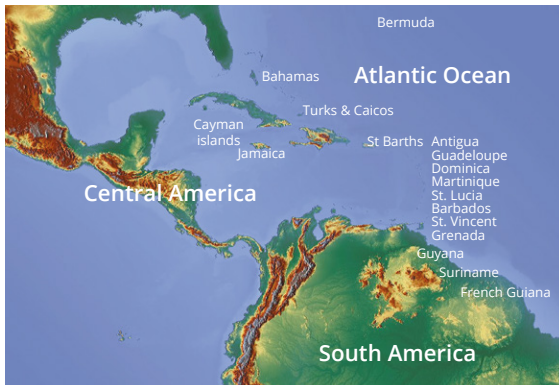 Bermuda
Atlantic Ocean
Bahamas
Turks & Caicos
Cayman
islands
Jamaica
St Barths
Antigua
Guadeloupe
Dominica
Martinique
St. Lucia
Barbados
St. Vincent
Grenada
Central America
Guyana
Suriname
French Guiana
South America